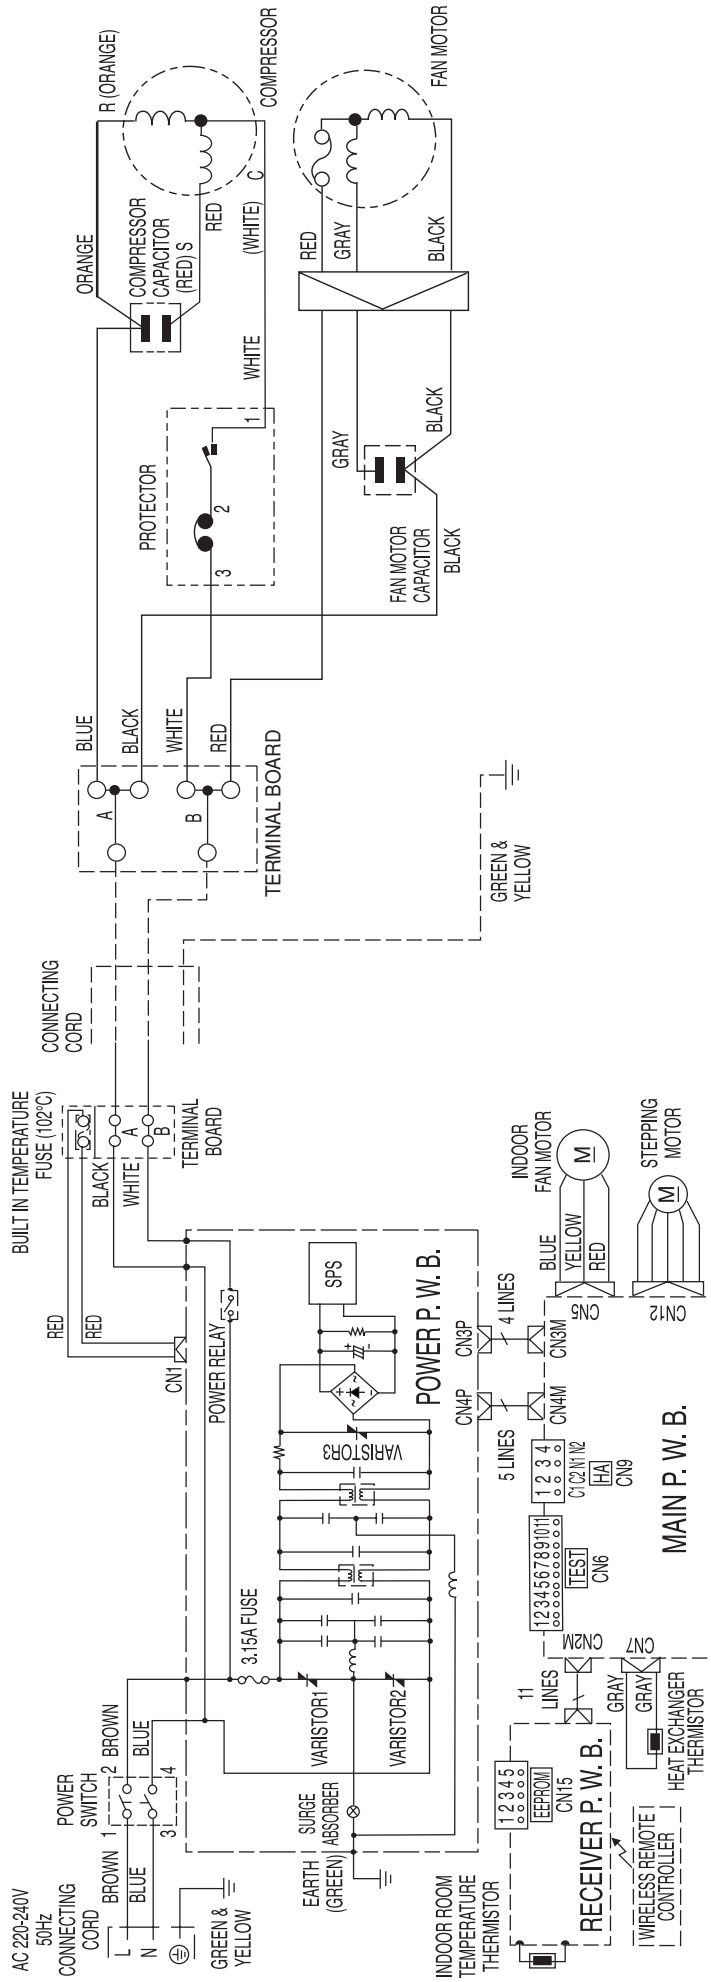 AC 220-240V
50Hz
CONNECTING
CORD
L
N
GREEN &
YELLOW
BROWN
BLUE
1
3
POWER
SWITCH
2
4
BROWN
BLUE
EARTH
(GREEN)
SURGE
ABSORBER
VARISTOR1
VARISTOR2
3.15A FUSE
VARISTOR3
POWER RELAY
SPS
POWER P. W. B.
CN1
RED
RED
BUILT IN TEMPERATURE
FUSE (102°C)
BLACK
WHITE
A
B
TERMINAL
BOARD
CONNECTING
CORD
GREEN &
YELLOW
TERMINAL BOARD
A
B
BLUE
BLACK
WHITE
RED
PROTECTOR
3
2
1
WHITE
ORANGE
COMPRESSOR
CAPACITOR
(RED) S
RED
(WHITE)
C
R (ORANGE)
COMPRESSOR
FAN MOTOR
CAPACITOR
BLACK
GRAY
BLACK
RED
GRAY
BLACK
FAN MOTOR
INDOOR ROOM
TEMPERATURE
THERMISTOR
RECEIVER P. W. B.
WIRELESS REMOTE
CONTROLLER
1 2 3 4 5
EEPROM
CN15
11
LINES
CN2M
GRAY
GRAY
CN7
HEAT EXCHANGER
THERMISTOR
1 2 3 4 5 6 7 8 9 10 11
TEST
CN6
1 2 3 4
C1 C2 N1 N2
HA
CN9
MAIN P. W. B.
5 LINES
CN4P
CN4M
CN3P
CN3M
4 LINES
CN5
CN12
BLUE
YELLOW
RED
INDOOR
FAN MOTOR
M
STEPPING
MOTOR
M